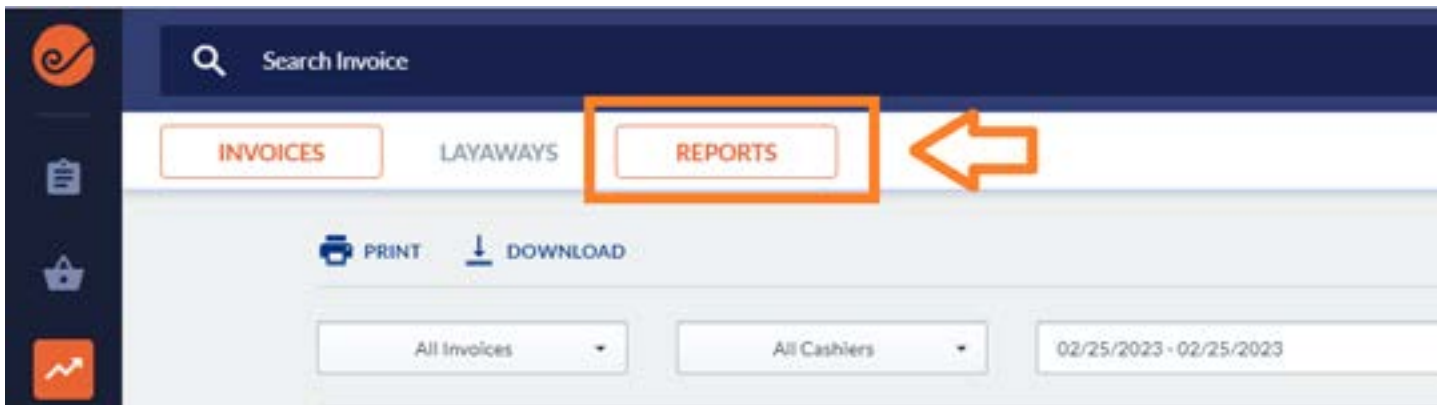 Search Invoice
INVOICES LAYAWAYS REPORTS
PRINT DOWNLOAD
All Invoices All Cashiers 02/25/2023 - 02/25/2023